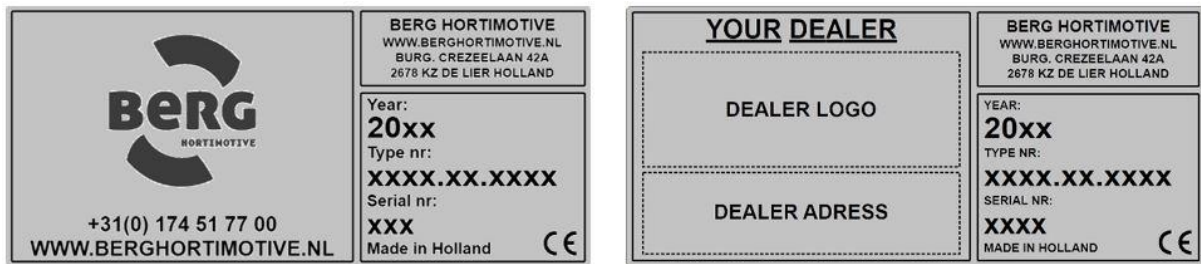 BERG
HORTIMOTIVE
+31(0) 174 51 77 00
WWW.BERGHORTIMOTIVE.NL
BERG HORTIMOTIVE
WWW.BERGHORTIMOTIVE.NL
BURG. CREZEELAAN 42A
2678 KZ DE LIER HOLLAND
Year:
20xx
Type nr:
xxxx.xx.xxxx
Serial nr:
xxx
Made in Holland CE
YOUR DEALER
DEALER LOGO
DEALER ADRESS
BERG HORTIMOTIVE
WWW.BERGHORTIMOTIVE.NL
BURG. CREZEELAAN 42A
2678 KZ DE LIER HOLLAND
YEAR:
20xx
TYPE NR:
xxxx.xx.xxxx
SERIAL NR:
xxxx
MADE IN HOLLAND CE